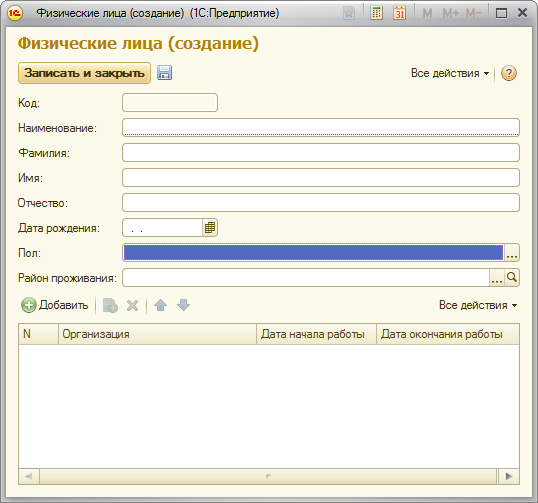 Физические лица (создание) (1С:Предприятие)
M M+ M-
Физические лица (создание)
Записать и закрыть Все действия ?
Код:
Наименование:
Фамилия:
Имя:
Отчество:
Дата рождения: . .
Пол: ...
Район проживания: ...
Добавить Все действия
N Организация Дата начала работы Дата окончания работы